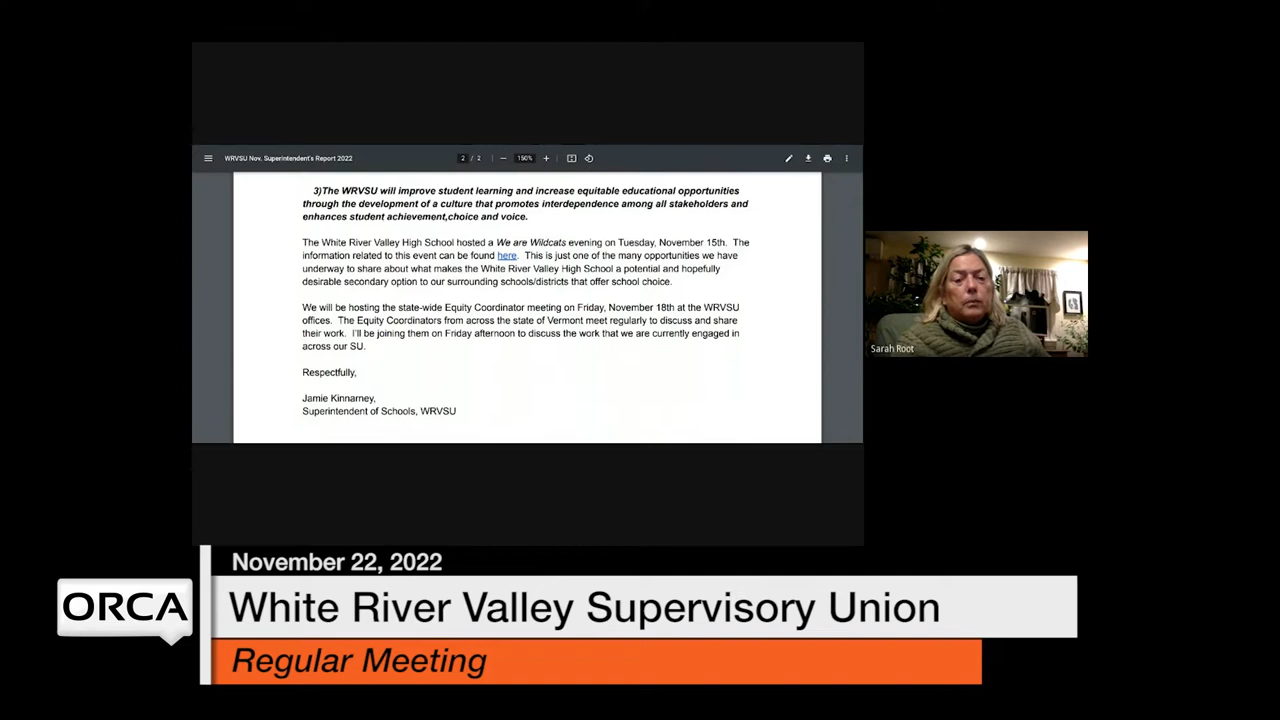 WRVSU Nov. Superintendent's Report 2022
2 / 2
150%
3)The WRVSU will improve student learning and increase equitable educational opportunities
through the development of a culture that promotes interdependence among all stakeholders and
enhances student achievement,choice and voice.
The White River Valley High School hosted a We are Wildcats evening on Tuesday, November 15th. The
information related to this event can be found here. This is just one of the many opportunities we have
underway to share about what makes the White River Valley High School a potential and hopefully
desirable secondary option to our surrounding schools/districts that offer school choice.
We will be hosting the state-wide Equity Coordinator meeting on Friday, November 18th at the WRVSU
offices. The Equity Coordinators from across the state of Vermont meet regularly to discuss and share
their work. I'll be joining them on Friday afternoon to discuss the work that we are currently engaged in
across our SU.
Respectfully,
Jamie Kinnarney,
Superintendent of Schools, WRVSU
Sarah Root
November 22, 2022
ORCA
White River Valley Supervisory Union
Regular Meeting